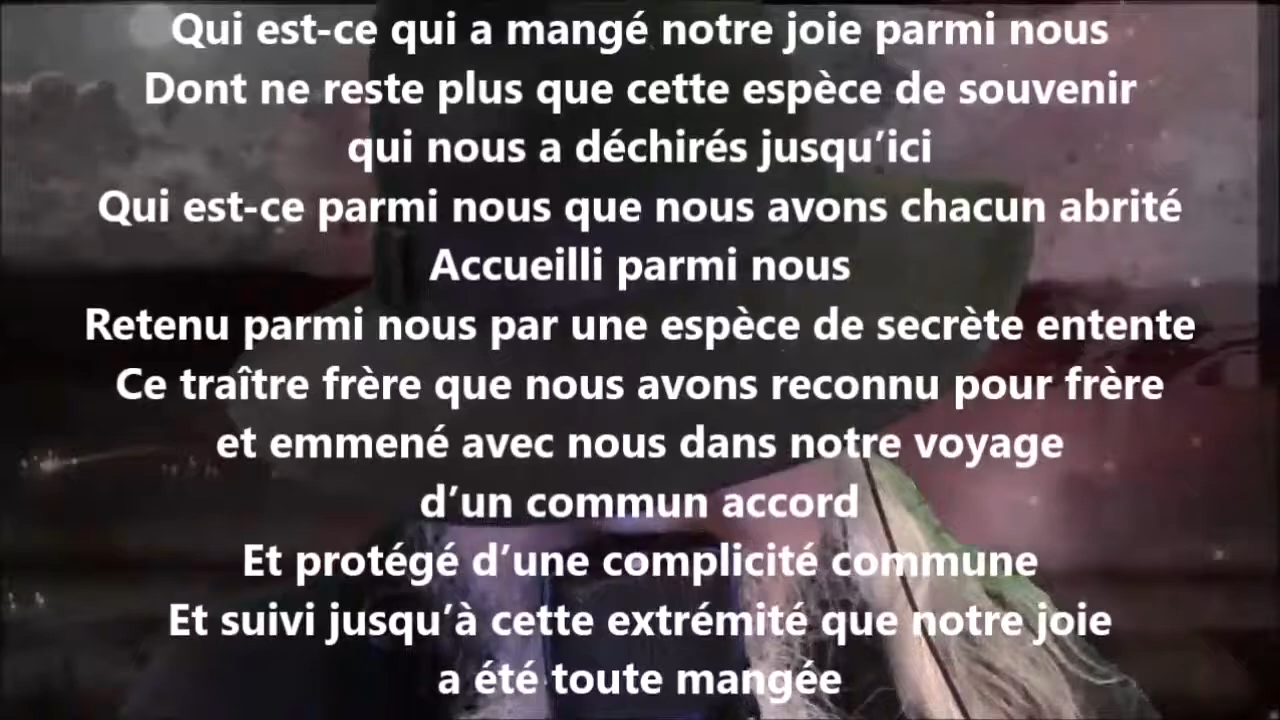 Qui est-ce qui a mangé notre joie parmi nous
Dont ne reste plus que cette espèce de souvenir
qui nous a déchirés jusqu’ici
Qui est-ce parmi nous que nous avons chacun abrité
Accueilli parmi nous
Retenu parmi nous par une espèce de secrète entente
Ce traître frère que nous avons reconnu pour frère
et emmené avec nous dans notre voyage
d’un commun accord
Et protégé d’une complicité commune
Et suivi jusqu’à cette extrémité que notre joie
a été toute mangée